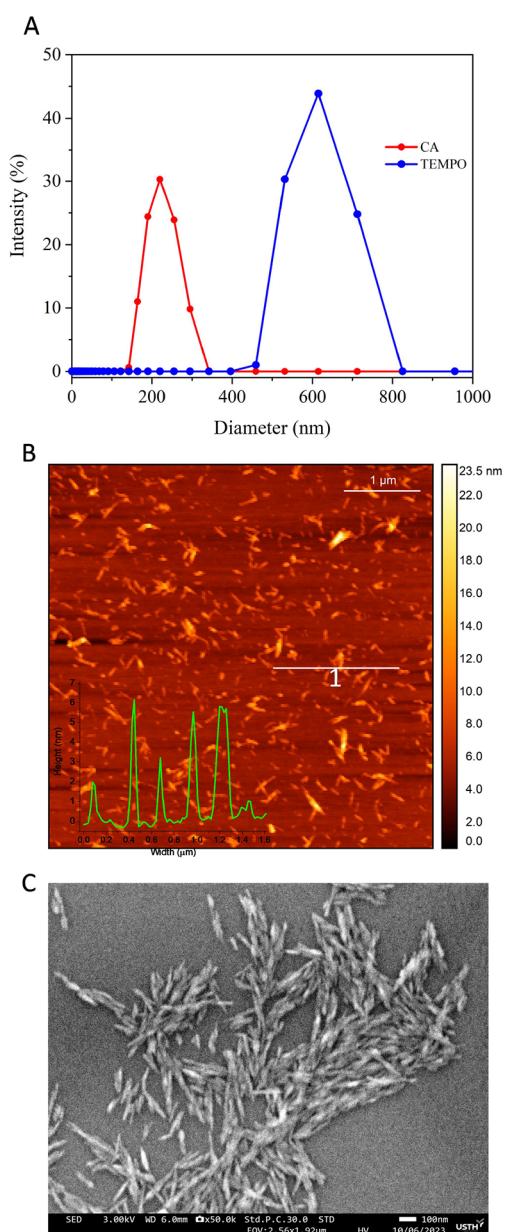 A
50
40
30
20
10
0
Intensity (%)
CA
TEMPO
0 200 400 600 800 1000
Diameter (nm)
B
1 µm
23.5 nm
22.0
20.0
18.0
16.0
14.0
12.0
10.0
8.0
6.0
4.0
2.0
0.0
1
7
6
5
4
3
2
1
0
Height (nm)
0.0 0.2 0.4 0.6 0.8 1.0 1.2 1.4 1.6
Width (µm)
C
SED 3.00kV WD 6.0mm x50.0k Std.P.C.30.0 STD 100nm
FOV:2.56x1.92µm HV 10/06/2023
USTH